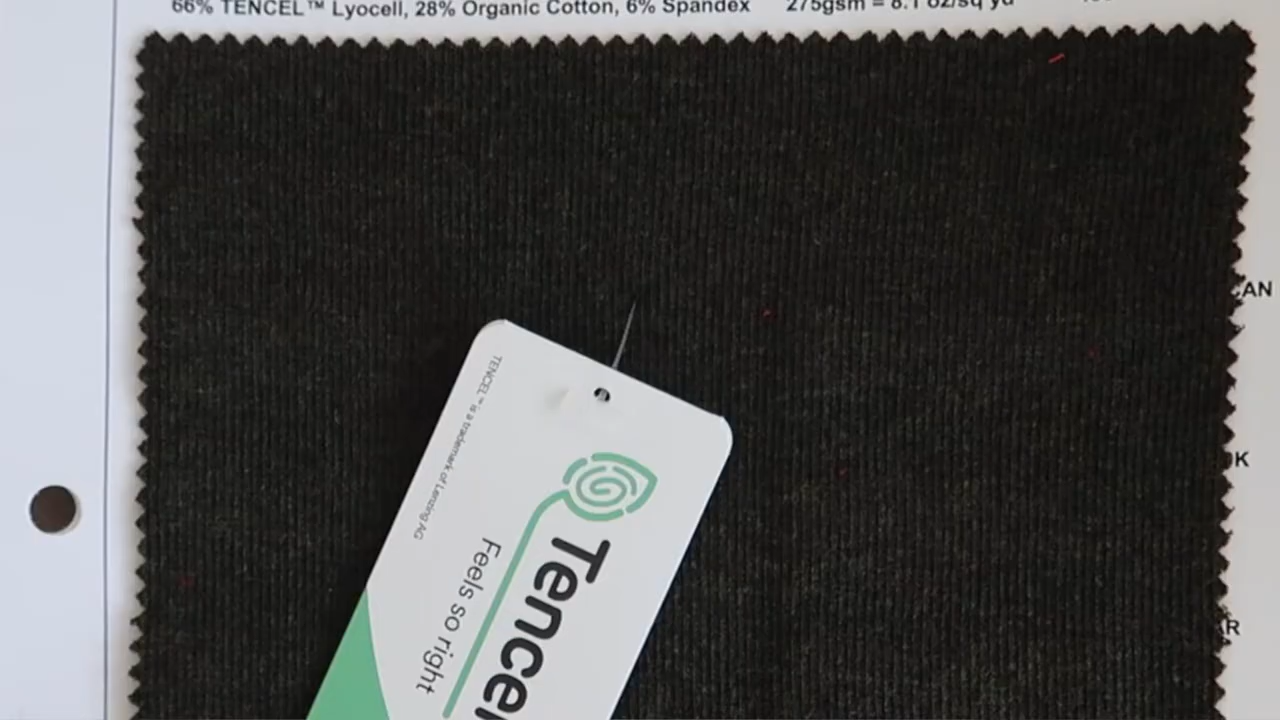 66% TENCEL™ Lyocell, 28% Organic Cotton, 6% Spandex 275gsm = 8.1 oz/sq yd
CAN
K
R
TENCEL™ is a trademark of Lenzing AG
Feels so right
Tencel